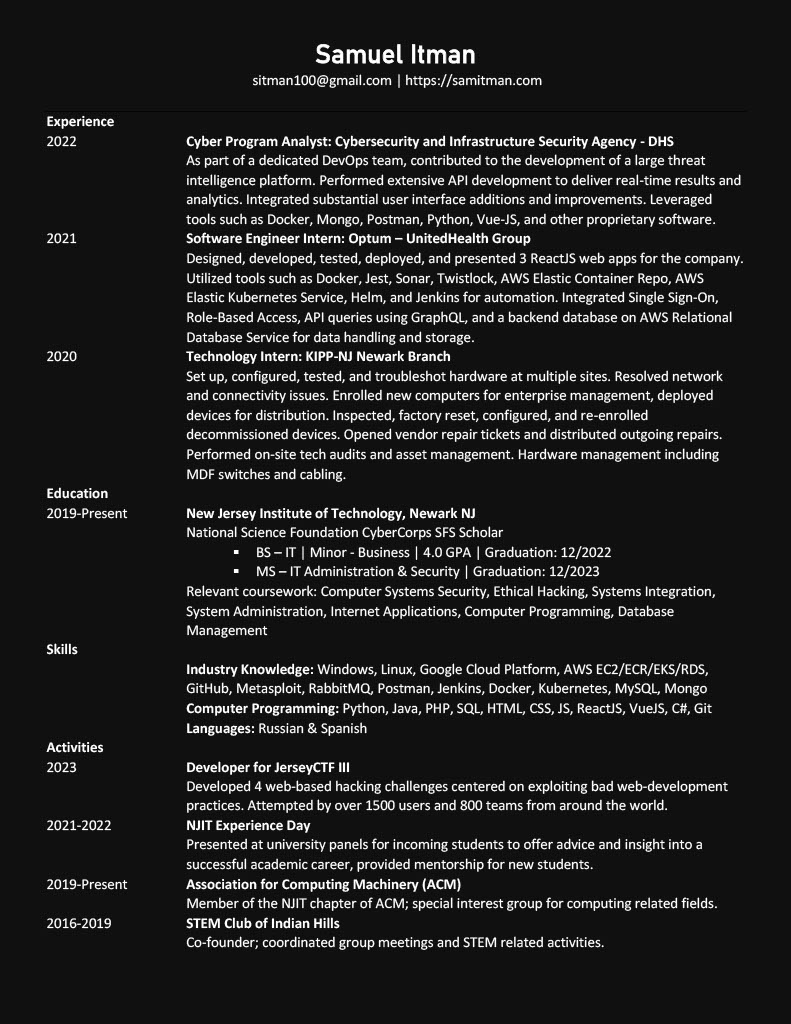 Samuel Itman
sitman100@gmail.com | https://samitman.com
Experience
2022 Cyber Program Analyst: Cybersecurity and Infrastructure Security Agency - DHS
As part of a dedicated DevOps team, contributed to the development of a large threat
intelligence platform. Performed extensive API development to deliver real-time results and
analytics. Integrated substantial user interface additions and improvements. Leveraged
tools such as Docker, Mongo, Postman, Python, Vue-JS, and other proprietary software.
2021 Software Engineer Intern: Optum – UnitedHealth Group
Designed, developed, tested, deployed, and presented 3 ReactJS web apps for the company.
Utilized tools such as Docker, Jest, Sonar, Twistlock, AWS Elastic Container Repo, AWS
Elastic Kubernetes Service, Helm, and Jenkins for automation. Integrated Single Sign-On,
Role-Based Access, API queries using GraphQL, and a backend database on AWS Relational
Database Service for data handling and storage.
2020 Technology Intern: KIPP-NJ Newark Branch
Set up, configured, tested, and troubleshot hardware at multiple sites. Resolved network
and connectivity issues. Enrolled new computers for enterprise management, deployed
devices for distribution. Inspected, factory reset, configured, and re-enrolled
decommissioned devices. Opened vendor repair tickets and distributed outgoing repairs.
Performed on-site tech audits and asset management. Hardware management including
MDF switches and cabling.
Education
2019-Present New Jersey Institute of Technology, Newark NJ
National Science Foundation CyberCorps SFS Scholar
▪ BS – IT | Minor - Business | 4.0 GPA | Graduation: 12/2022
▪ MS – IT Administration & Security | Graduation: 12/2023
Relevant coursework: Computer Systems Security, Ethical Hacking, Systems Integration,
System Administration, Internet Applications, Computer Programming, Database
Management
Skills
Industry Knowledge: Windows, Linux, Google Cloud Platform, AWS EC2/ECR/EKS/RDS,
GitHub, Metasploit, RabbitMQ, Postman, Jenkins, Docker, Kubernetes, MySQL, Mongo
Computer Programming: Python, Java, PHP, SQL, HTML, CSS, JS, ReactJS, VueJS, C#, Git
Languages: Russian & Spanish
Activities
2023 Developer for JerseyCTF III
Developed 4 web-based hacking challenges centered on exploiting bad web-development
practices. Attempted by over 1500 users and 800 teams from around the world.
2021-2022 NJIT Experience Day
Presented at university panels for incoming students to offer advice and insight into a
successful academic career, provided mentorship for new students.
2019-Present Association for Computing Machinery (ACM)
Member of the NJIT chapter of ACM; special interest group for computing related fields.
2016-2019 STEM Club of Indian Hills
Co-founder; coordinated group meetings and STEM related activities.